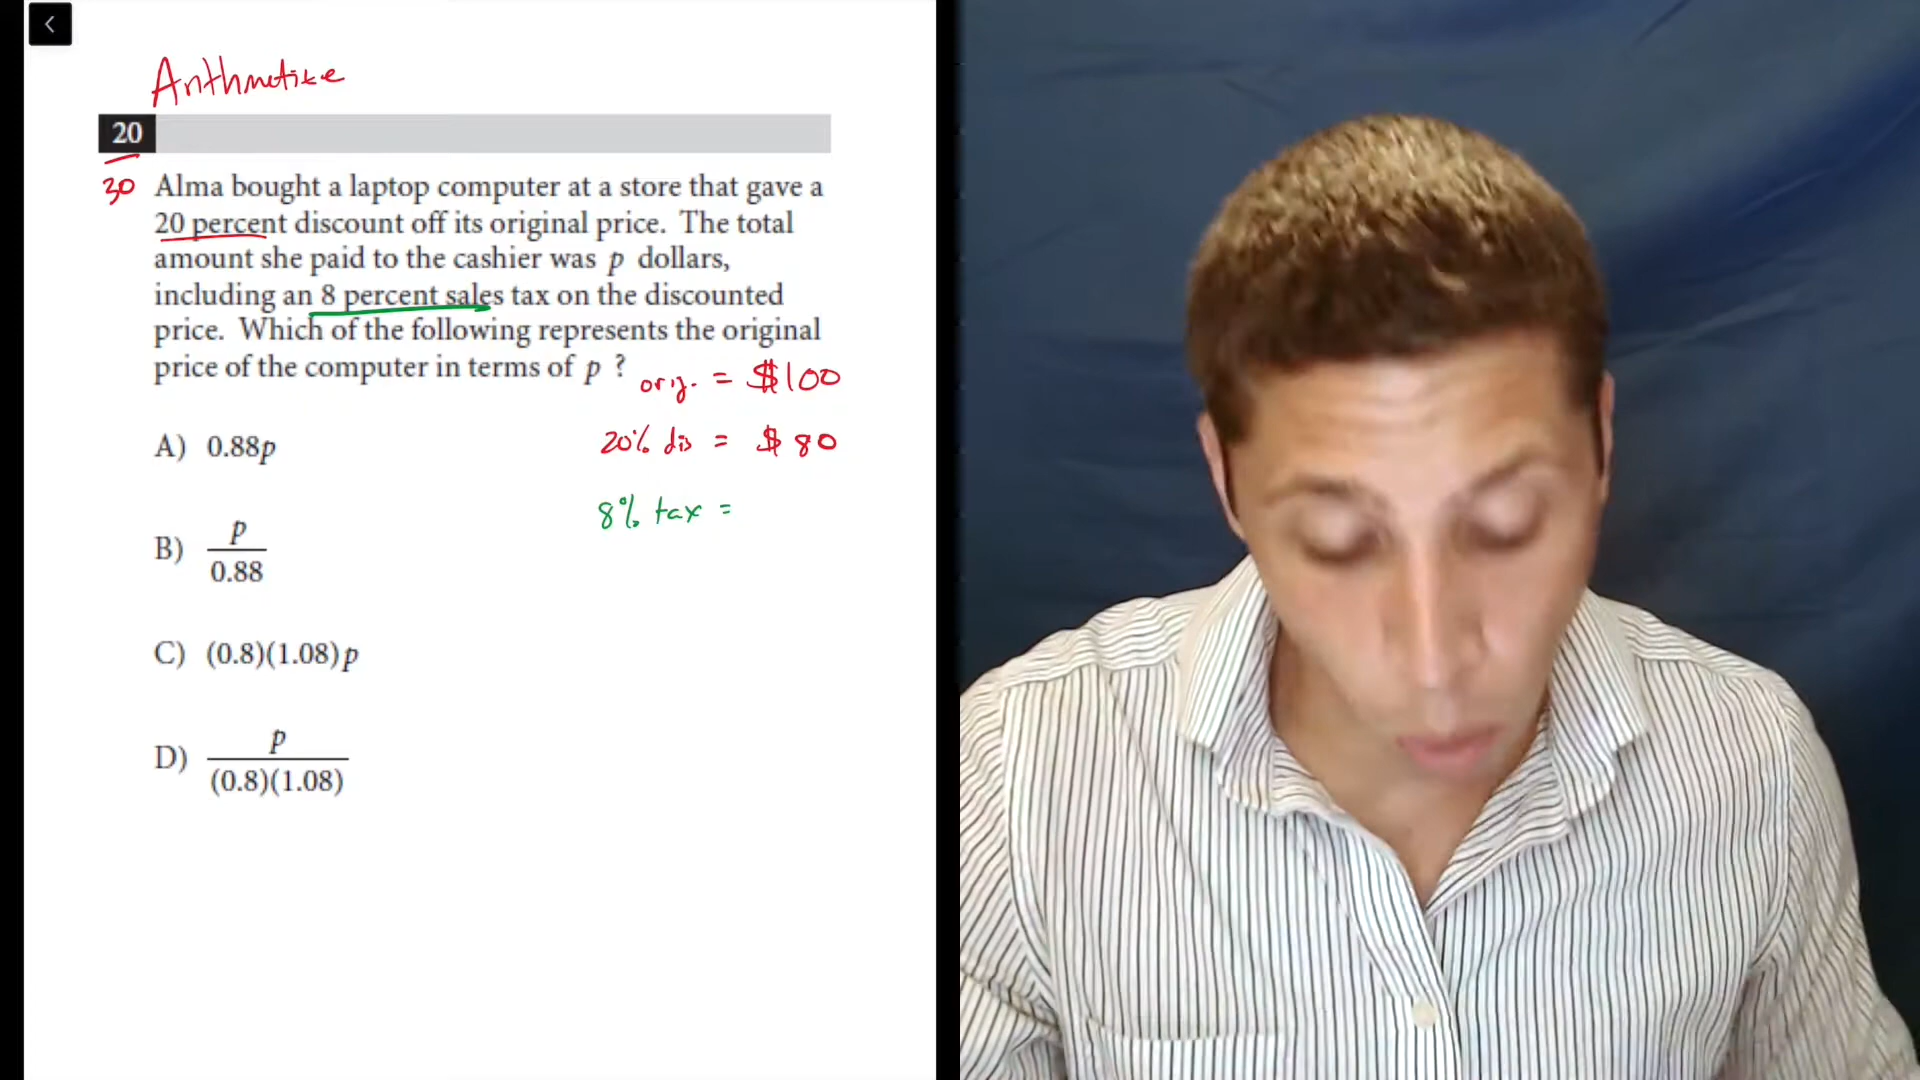 Arithmetike
20
30
Alma bought a laptop computer at a store that gave a
20 percent discount off its original price. The total
amount she paid to the cashier was p dollars,
including an 8 percent sales tax on the discounted
price. Which of the following represents the original
price of the computer in terms of p ?
orig. = $100
20% dis = $80
8% tax =
A) 0.88p
B) p/0.88
C) (0.8)(1.08)p
D) p/(0.8)(1.08)